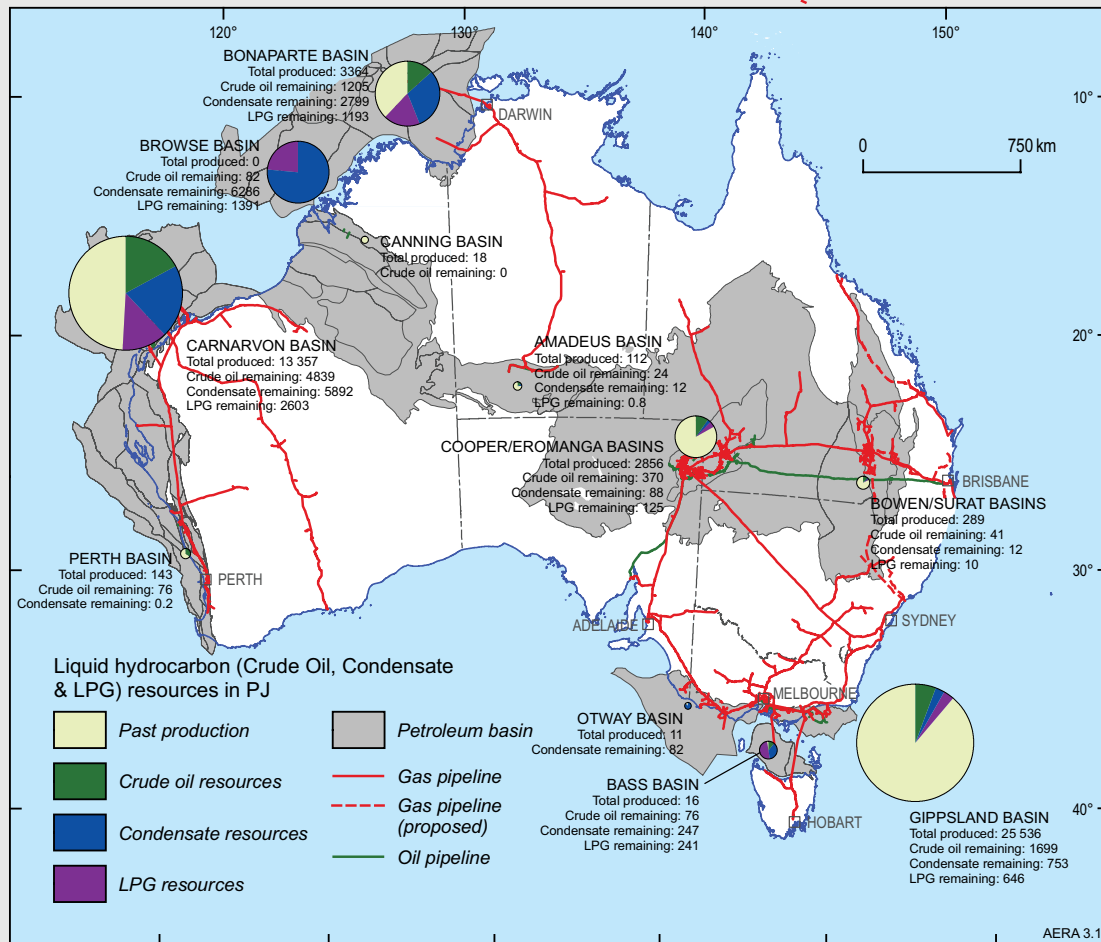 120°
130°
140°
150°
BONAPARTE BASIN
Total produced: 3364
Crude oil remaining: 1205
Condensate remaining: 2799
LPG remaining: 1193
DARWIN
10°
0
750 km
BROWSE BASIN
Total produced: 0
Crude oil remaining: 82
Condensate remaining: 6286
LPG remaining: 1391
CANNING BASIN
Total produced: 18
Crude oil remaining: 0
20°
CARNARVON BASIN
Total produced: 13 357
Crude oil remaining: 4839
Condensate remaining: 5892
LPG remaining: 2603
AMADEUS BASIN
Total produced: 112
Crude oil remaining: 24
Condensate remaining: 12
LPG remaining: 0.8
COOPER/EROMANGA BASINS
Total produced: 2856
Crude oil remaining: 370
Condensate remaining: 88
LPG remaining: 125
BRISBANE
BOWEN/SURAT BASINS
Total produced: 289
Crude oil remaining: 41
Condensate remaining: 12
LPG remaining: 10
PERTH BASIN
Total produced: 143
Crude oil remaining: 76
Condensate remaining: 0.2
PERTH
30°
ADELAIDE
SYDNEY
MELBOURNE
OTWAY BASIN
Total produced: 11
Condensate remaining: 82
BASS BASIN
Total produced: 16
Crude oil remaining: 76
Condensate remaining: 247
LPG remaining: 241
HOBART
40°
GIPPSLAND BASIN
Total produced: 25 536
Crude oil remaining: 1699
Condensate remaining: 753
LPG remaining: 646
Liquid hydrocarbon (Crude Oil, Condensate
& LPG) resources in PJ
Past production
Crude oil resources
Condensate resources
LPG resources
Petroleum basin
Gas pipeline
Gas pipeline
(proposed)
Oil pipeline
AERA 3.1